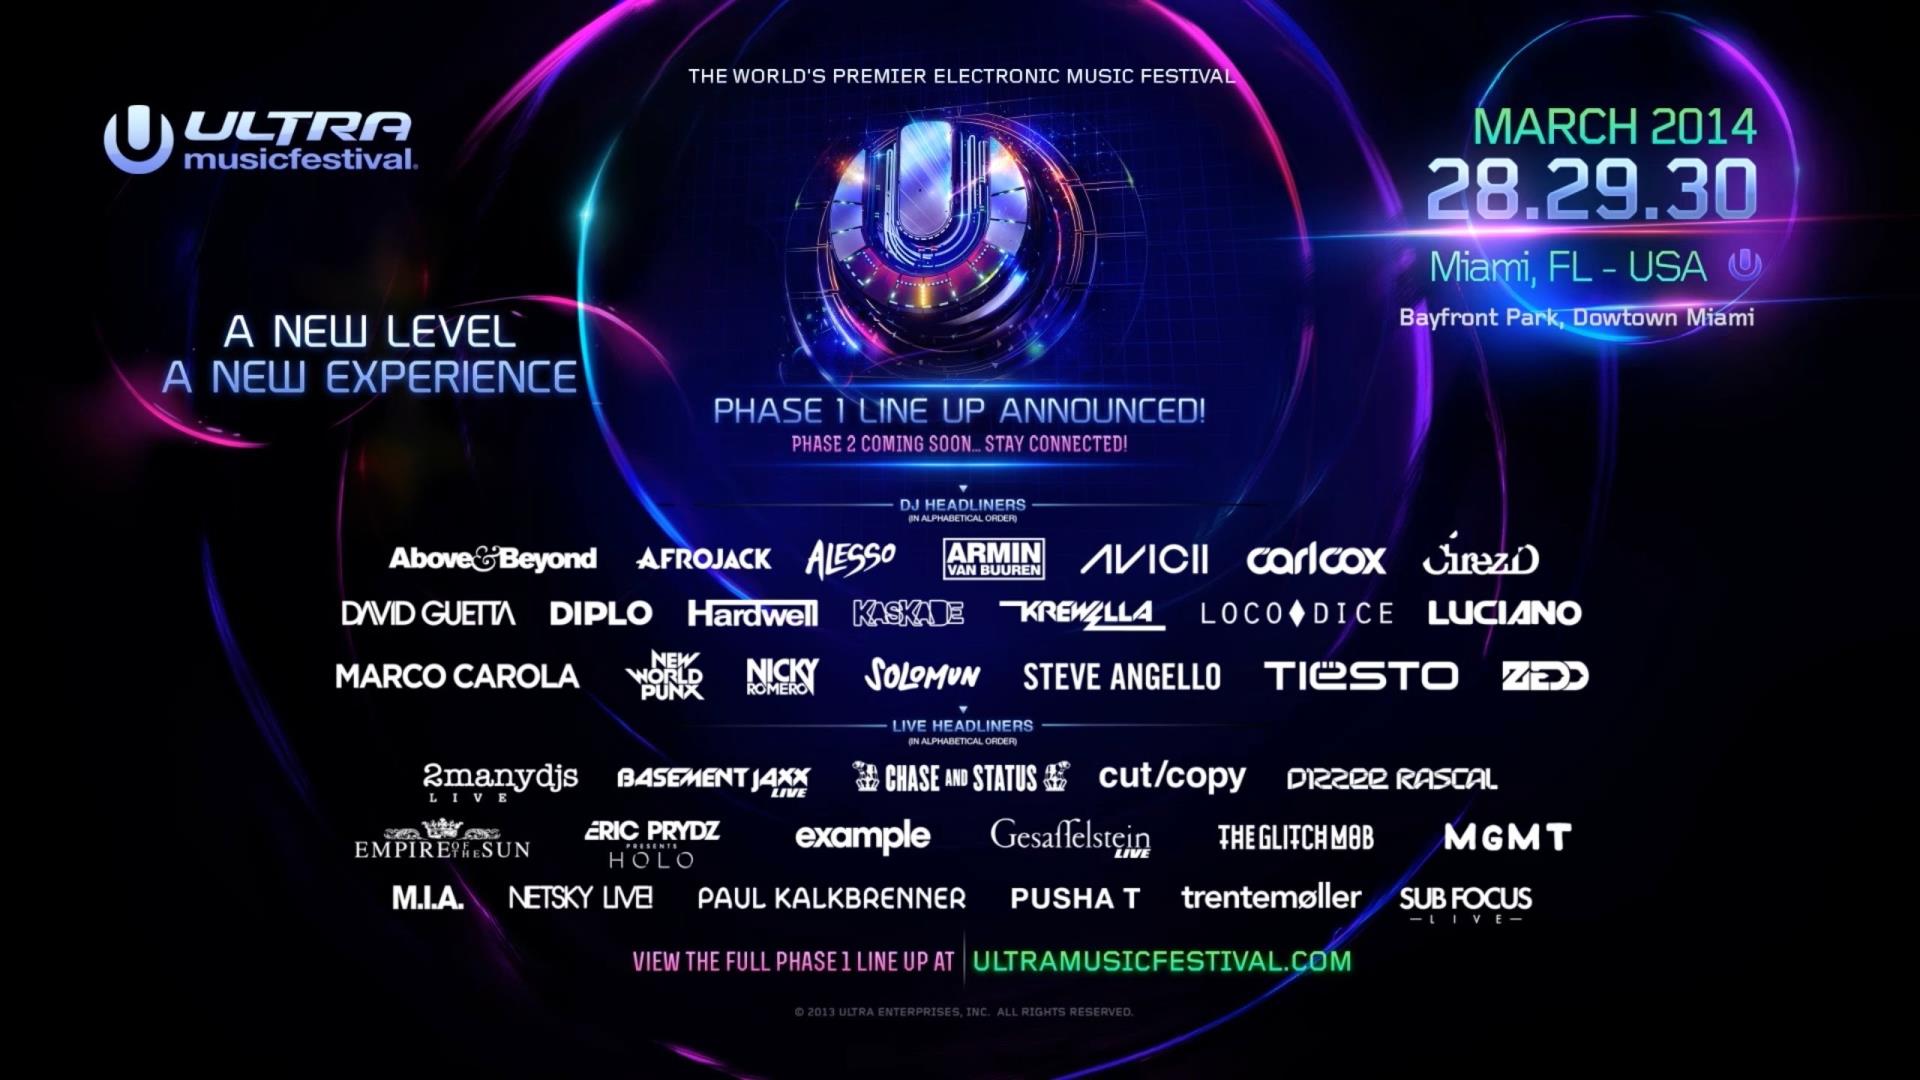 THE WORLD'S PREMIER ELECTRONIC MUSIC FESTIVAL
ULTRA
musicfestival.
MARCH 2014
28.29.30
Miami, FL - USA
Bayfront Park, Dowtown Miami
A NEW LEVEL
A NEW EXPERIENCE
PHASE 1 LINE UP ANNOUNCED!
PHASE 2 COMING SOON... STAY CONNECTED!
DJ HEADLINERS
(IN ALPHABETICAL ORDER)
Above & Beyond AFROJACK ALESSO ARMIN VAN BUUREN AVICII carl cox cirez D
DAVID GUETTA DIPLO Hardwell KASKADE KREWELLA LOCO DICE LUCIANO
MARCO CAROLA NEW WORLD PUNX NICKY ROMERO SOLOMUN STEVE ANGELLO TIËSTO ZEDD
LIVE HEADLINERS
(IN ALPHABETICAL ORDER)
2manydjs LIVE BASEMENT JAXX LIVE CHASE AND STATUS cut/copy DIZZEE RASCAL
EMPIRE OF THE SUN ERIC PRYDZ PRESENTS HOLO example Gesaffelstein LIVE THE GLITCH MOB MGMT
M.I.A. NETSKY LIVE! PAUL KALKBRENNER PUSHA T trentemøller SUB FOCUS LIVE
VIEW THE FULL PHASE 1 LINE UP AT ULTRAMUSICFESTIVAL.COM
© 2013 ULTRA ENTERPRISES, INC. ALL RIGHTS RESERVED.